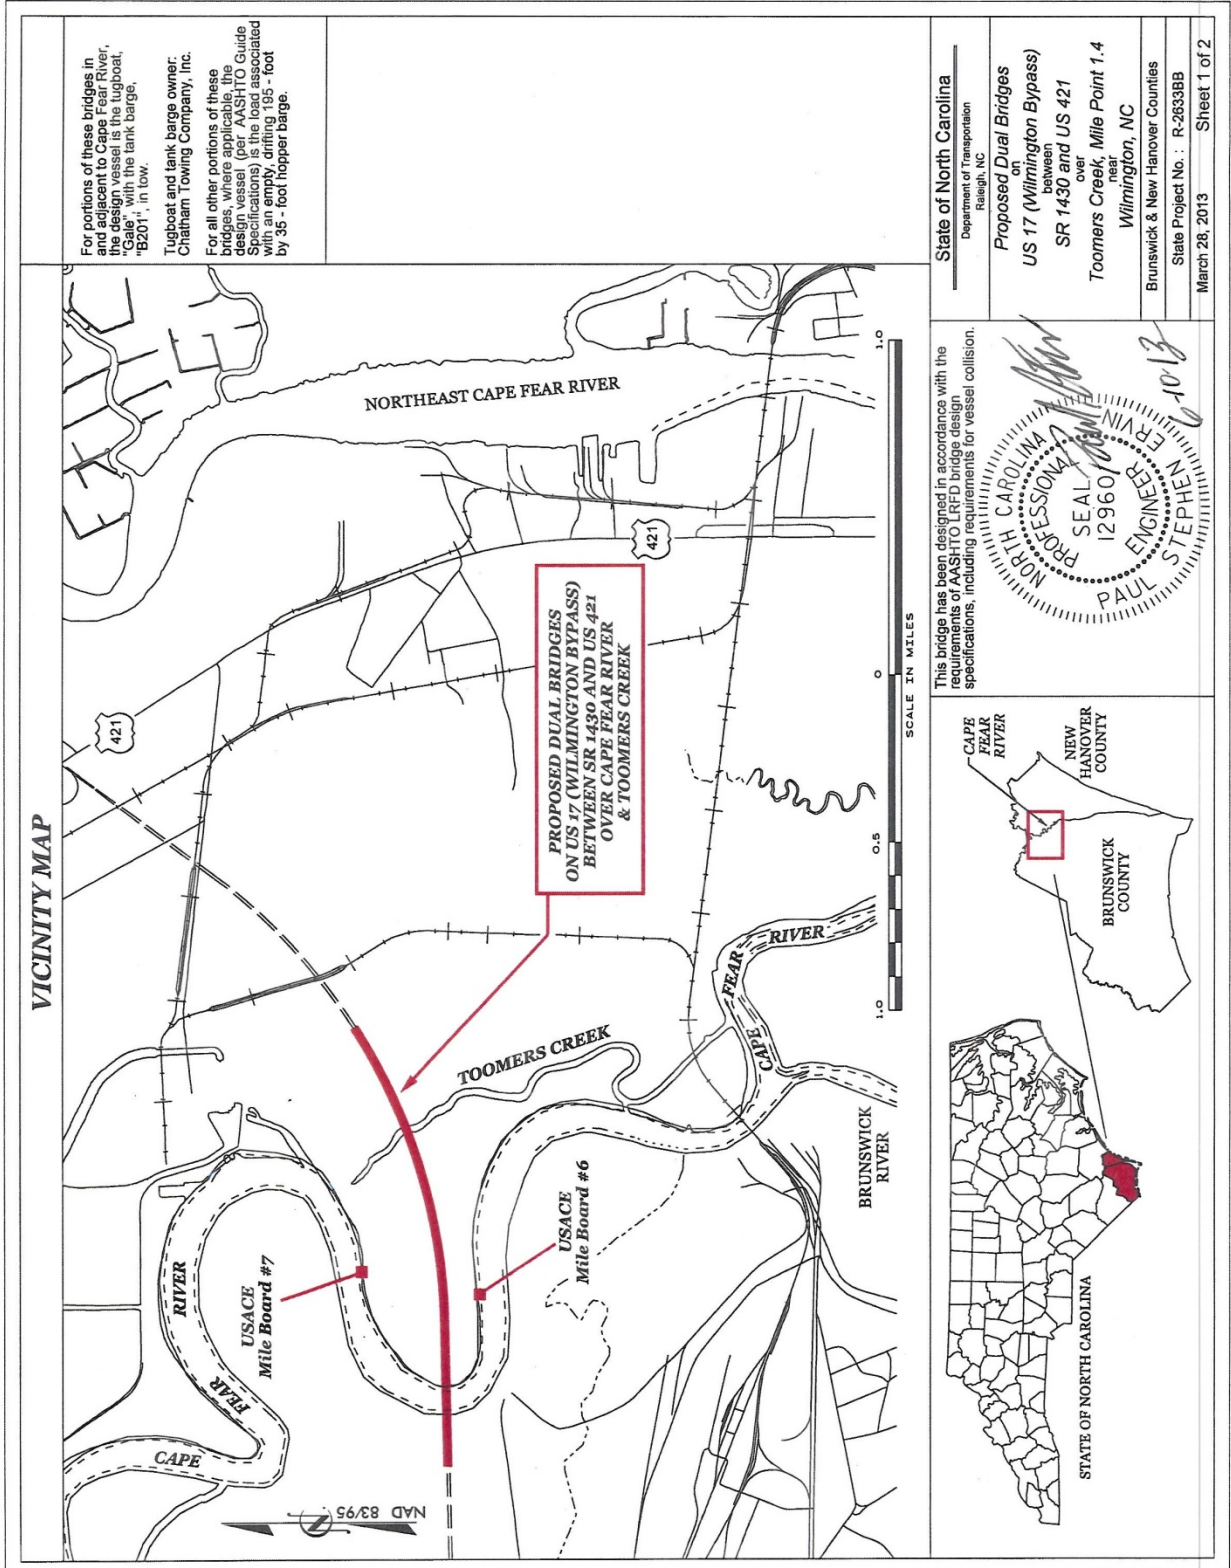 VICINITY MAP
For portions of these bridges in
and adjacent to Cape Fear River,
the design vessel is the tugboat,
"Gale", with the tank barge,
"B201", in tow.
Tugboat and tank barge owner:
Chatham Towing Company, Inc.
For all other portions of these
bridges, where applicable, the
design vessel (per AASHTO Guide
Specifications) is the load associated
with an empty, drifting 195 - foot
by 35 - foot hopper barge.
NAD 83/95
CAPE
FEAR
RIVER
USACE
Mile Board #7
USACE
Mile Board #6
TOOMERS CREEK
421
421
NORTHEAST CAPE FEAR RIVER
PROPOSED DUAL BRIDGES
ON US 17 (WILMINGTON BYPASS)
BETWEEN SR 1430 AND US 421
OVER CAPE FEAR RIVER
& TOOMERS CREEK
CAPE
FEAR
RIVER
BRUNSWICK
RIVER
1.0
0.5
0
1.0
SCALE IN MILES
STATE OF NORTH CAROLINA
BRUNSWICK
COUNTY
CAPE
FEAR
RIVER
NEW
HANOVER
COUNTY
This bridge has been designed in accordance with the
requirements of AASHTO LRFD bridge design
specifications, including requirements for vessel collision.
NORTH CAROLINA
PROFESSIONAL
SEAL
12960
ENGINEER
PAUL STEPHEN ERVIN
6-10-13
State of North Carolina
Department of Transportaion
Raleigh, NC
Proposed Dual Bridges
on
US 17 (Wilmington Bypass)
between
SR 1430 and US 421
over
Toomers Creek, Mile Point 1.4
near
Wilmington, NC
Brunswick & New Hanover Counties
State Project No. : R-2633BB
March 28, 2013 Sheet 1 of 2